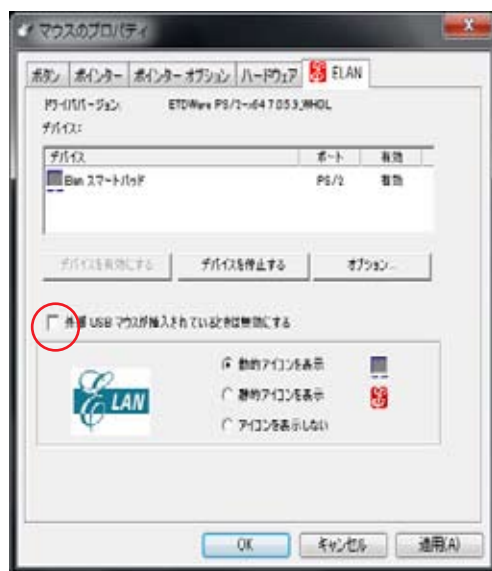 マウスのプロパティ
ボタン ポインター ポインター オプション ハードウェア ELAN
ドライババージョン: ETDWare PS/2-x64 7.0.5.3_WHQL
デバイス:
デバイス ポート 有効
Elan スマートパッド PS/2 有効
デバイスを有効にする デバイスを停止する オプション...
外部 USB マウスが挿入されているときは無効にする
動的アイコンを表示
ELAN
静的アイコンを表示
アイコンを表示しない
OK キャンセル 適用(A)